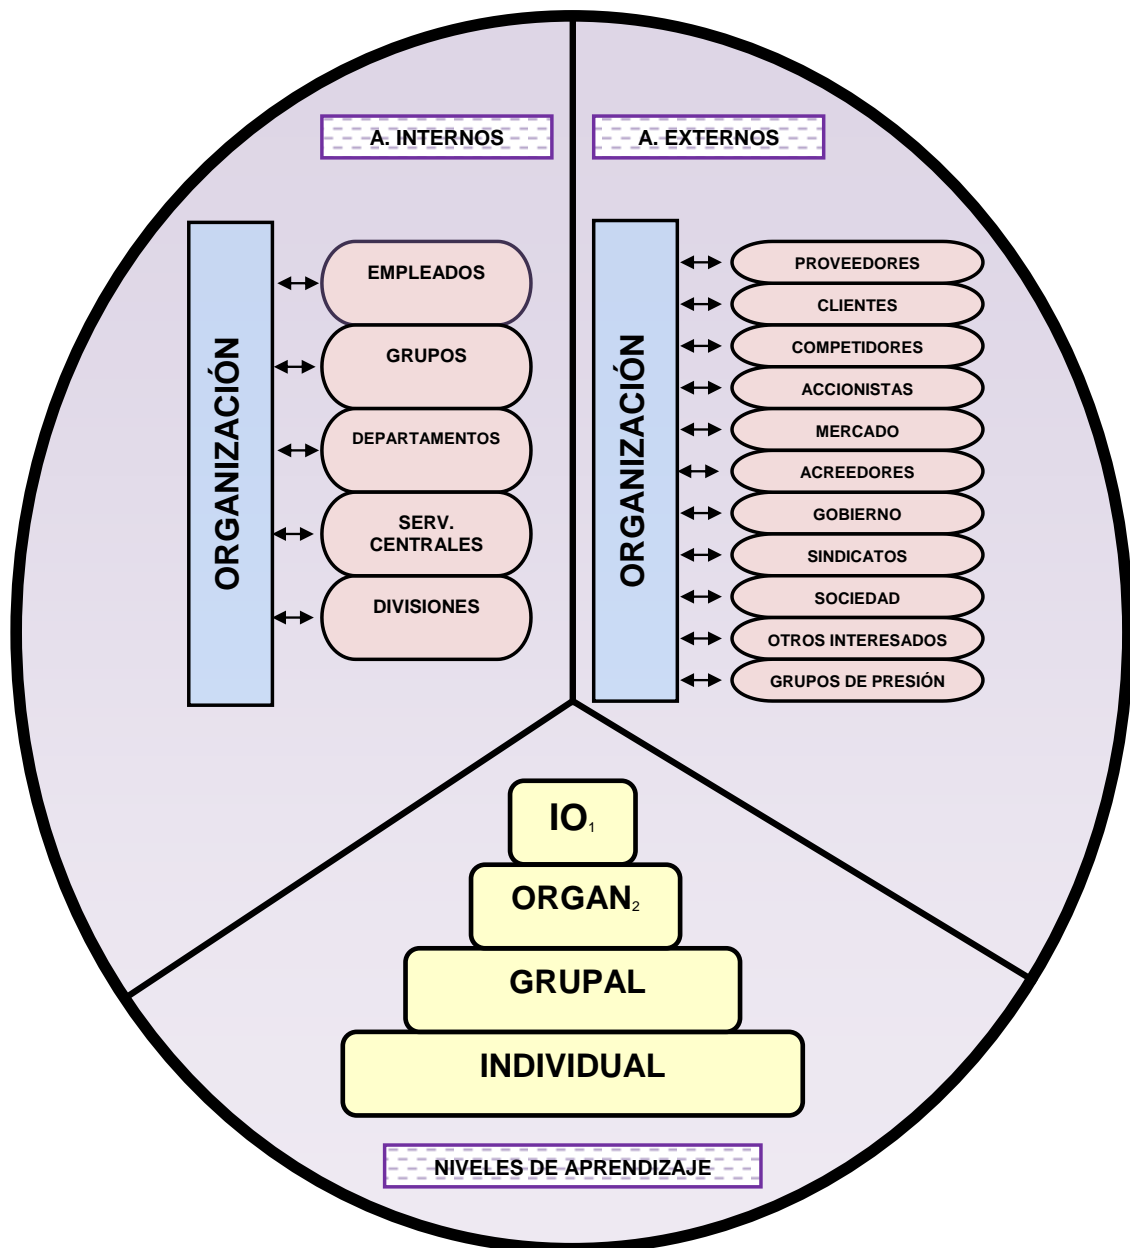 A. INTERNOS
ORGANIZACIÓN
EMPLEADOS
GRUPOS
DEPARTAMENTOS
SERV.
CENTRALES
DIVISIONES
A. EXTERNOS
ORGANIZACIÓN
PROVEEDORES
CLIENTES
COMPETIDORES
ACCIONISTAS
MERCADO
ACREEDORES
GOBIERNO
SINDICATOS
SOCIEDAD
OTROS INTERESADOS
GRUPOS DE PRESIÓN
IO₁
ORGAN₂
GRUPAL
INDIVIDUAL
NIVELES DE APRENDIZAJE